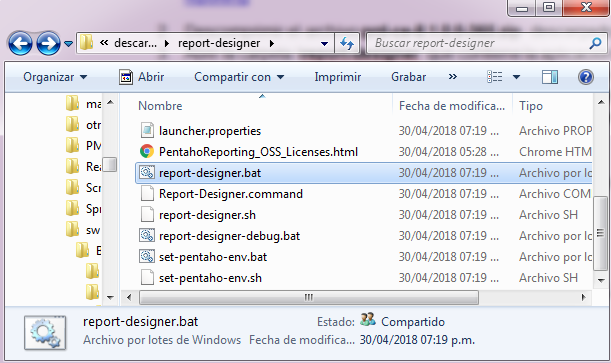 descar... ▸ report-designer ▸
Buscar report-designer
Organizar Abrir Compartir con Imprimir Grabar »
Nombre Fecha de modifica... Tipo
launcher.properties 30/04/2018 07:19 ... Archivo PROP
PentahoReporting_OSS_Licenses.html 30/04/2018 05:28 ... Chrome HTM
report-designer.bat 30/04/2018 07:19 ... Archivo por lo
Report-Designer.command 30/04/2018 07:19 ... Archivo COM
report-designer.sh 30/04/2018 07:19 ... Archivo SH
report-designer-debug.bat 30/04/2018 07:19 ... Archivo por lo
set-pentaho-env.bat 30/04/2018 07:19 ... Archivo por lo
set-pentaho-env.sh 30/04/2018 07:19 ... Archivo SH
ma
otr
PM
Rea
Scr
Spr
sw
E
report-designer.bat Estado: Compartido
Archivo por lotes de Windows Fecha de modifica... 30/04/2018 07:19 p.m.